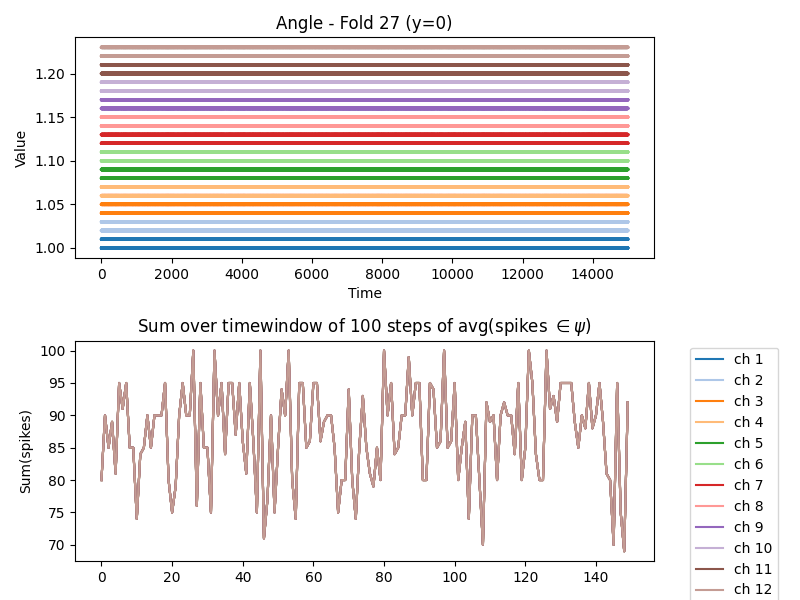 Angle - Fold 27 (y=0)
Value
1.20
1.15
1.10
1.05
1.00
0 2000 4000 6000 8000 10000 12000 14000
Time
Sum over timewindow of 100 steps of avg(spikes ∈ ψ)
Sum(spikes)
100
95
90
85
80
75
70
0 20 40 60 80 100 120 140
ch 1
ch 2
ch 3
ch 4
ch 5
ch 6
ch 7
ch 8
ch 9
ch 10
ch 11
ch 12